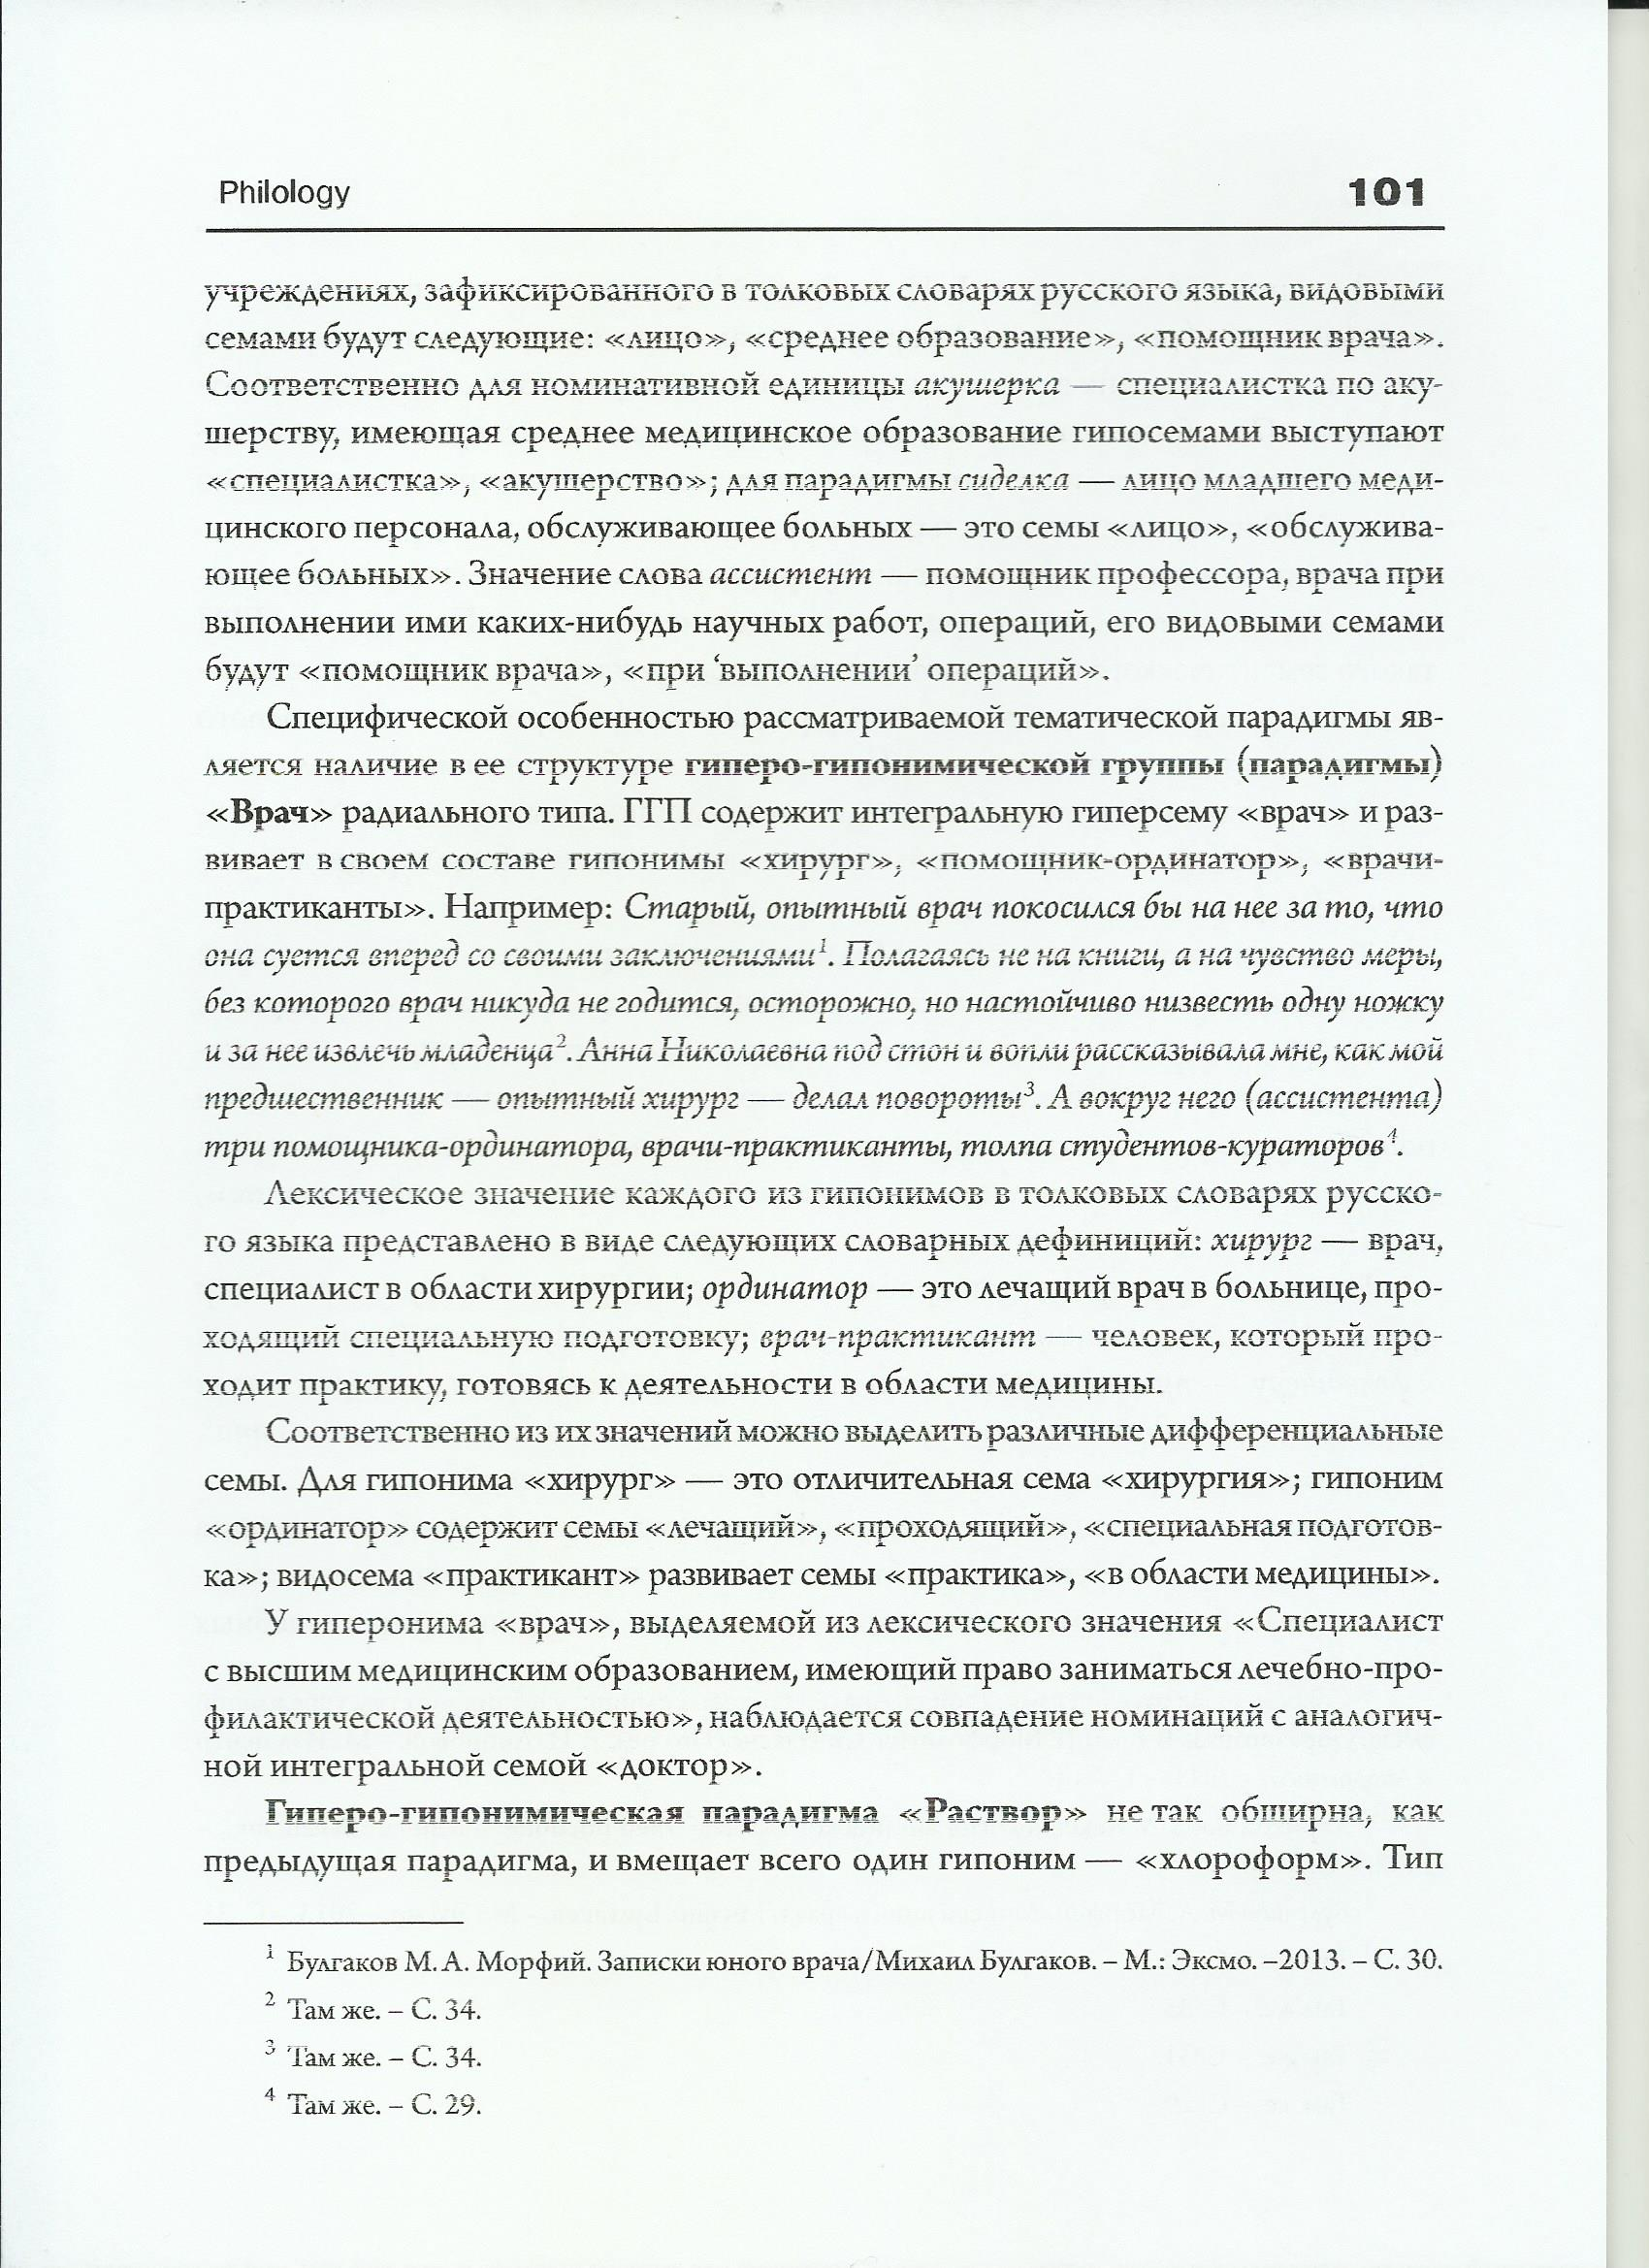 Philology 101
учреждениях, зафиксированного в толковых словарях русского языка, видовыми
семами будут следующие: «лицо», «среднее образование», «помощник врача».
Соответственно для номинативной единицы акушерка — специалистка по аку-
шерству, имеющая среднее медицинское образование гипосемами выступают
«специалистка», «акушерство»; для парадигмы сиделка — лицо младшего меди-
цинского персонала, обслуживающее больных — это семы «лицо», «обслужива-
ющее больных». Значение слова ассистент — помощник профессора, врача при
выполнении ими каких-нибудь научных работ, операций, его видовыми семами
будут «помощник врача», «при ‘выполнении’ операций».
Специфической особенностью рассматриваемой тематической парадигмы яв-
ляется наличие в ее структуре гиперо-гипонимической группы (парадигмы)
«Врач» радиального типа. ГГП содержит интегральную гиперсему «врач» и раз-
вивает в своем составе гипонимы «хирург», «помощник-ординатор», «врачи-
практиканты». Например: Старый, опытный врач покосился бы на нее за то, что
она суется вперед со своими заключениями1. Полагаясь не на книги, а на чувство меры,
без которого врач никуда не годится, осторожно, но настойчиво низвесть одну ножку
и за нее извлечь младенца2. Анна Николаевна под стон и вопли рассказывала мне, как мой
предшественник — опытный хирург — делал повороты3. А вокруг него (ассистента)
три помощника-ординатора, врачи-практиканты, толпа студентов-кураторов4.
Лексическое значение каждого из гипонимов в толковых словарях русско-
го языка представлено в виде следующих словарных дефиниций: хирург — врач,
специалист в области хирургии; ординатор — это лечащий врач в больнице, про-
ходящий специальную подготовку; врач-практикант — человек, который про-
ходит практику, готовясь к деятельности в области медицины.
Соответственно из их значений можно выделить различные дифференциальные
семы. Для гипонима «хирург» — это отличительная сема «хирургия»; гипоним
«ординатор» содержит семы «лечащий», «проходящий», «специальная подготов-
ка»; видосема «практикант» развивает семы «практика», «в области медицины».
У гиперонима «врач», выделяемой из лексического значения «Специалист
с высшим медицинским образованием, имеющий право заниматься лечебно-про-
филактической деятельностью», наблюдается совпадение номинаций с аналогич-
ной интегральной семой «доктор».
Гиперо-гипонимическая парадигма «Раствор» не так обширна, как
предыдущая парадигма, и вмещает всего один гипоним — «хлороформ». Тип
1 Булгаков М. А. Морфий. Записки юного врача/Михаил Булгаков. – М.: Эксмо. –2013. – С. 30.
2 Там же. – С. 34.
3 Там же. – С. 34.
4 Там же. – С. 29.